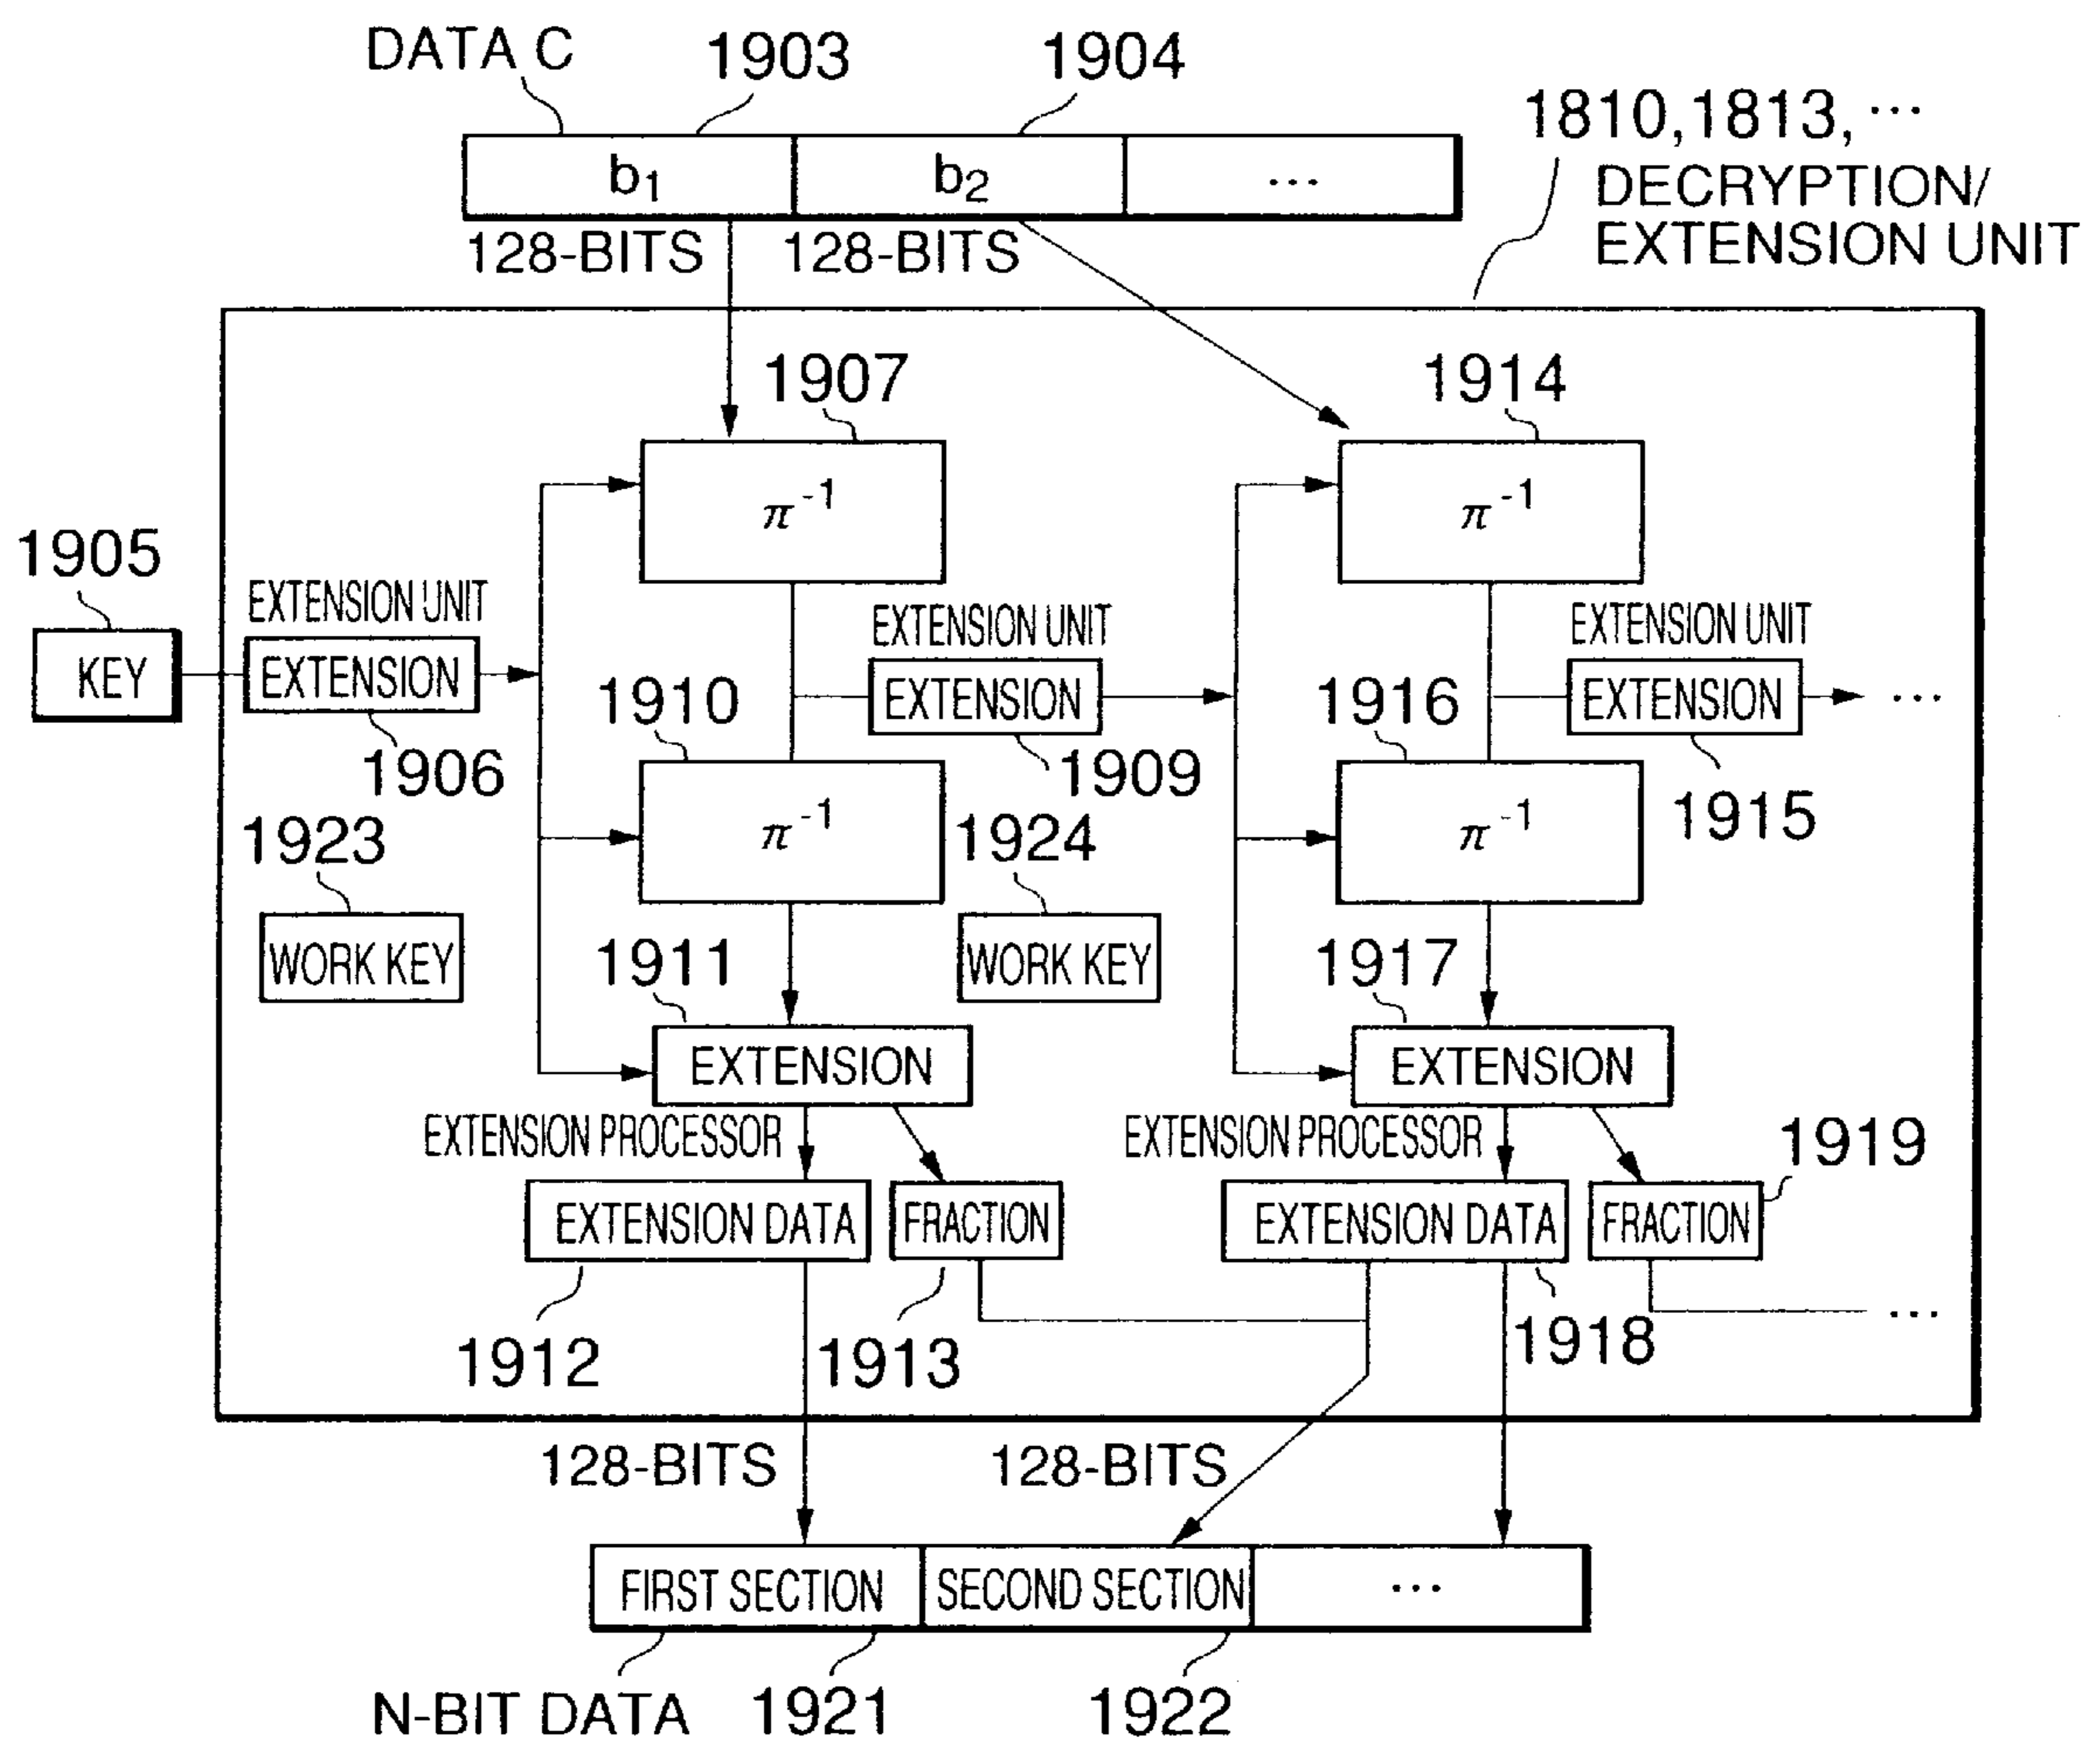 DATA C
1903
1904
1810, 1813, ···
DECRYPTION/
EXTENSION UNIT
b1
b2
···
128-BITS
128-BITS
1907
1914
π-1
π-1
1905
KEY
EXTENSION UNIT
EXTENSION
1906
EXTENSION UNIT
EXTENSION
1909
EXTENSION UNIT
EXTENSION
···
1915
1910
1916
π-1
π-1
1923
WORK KEY
1924
WORK KEY
1911
EXTENSION
1917
EXTENSION
EXTENSION PROCESSOR
EXTENSION PROCESSOR
1919
EXTENSION DATA
FRACTION
EXTENSION DATA
FRACTION
1912
1913
1918
···
128-BITS
128-BITS
FIRST SECTION
SECOND SECTION
···
N-BIT DATA
1921
1922